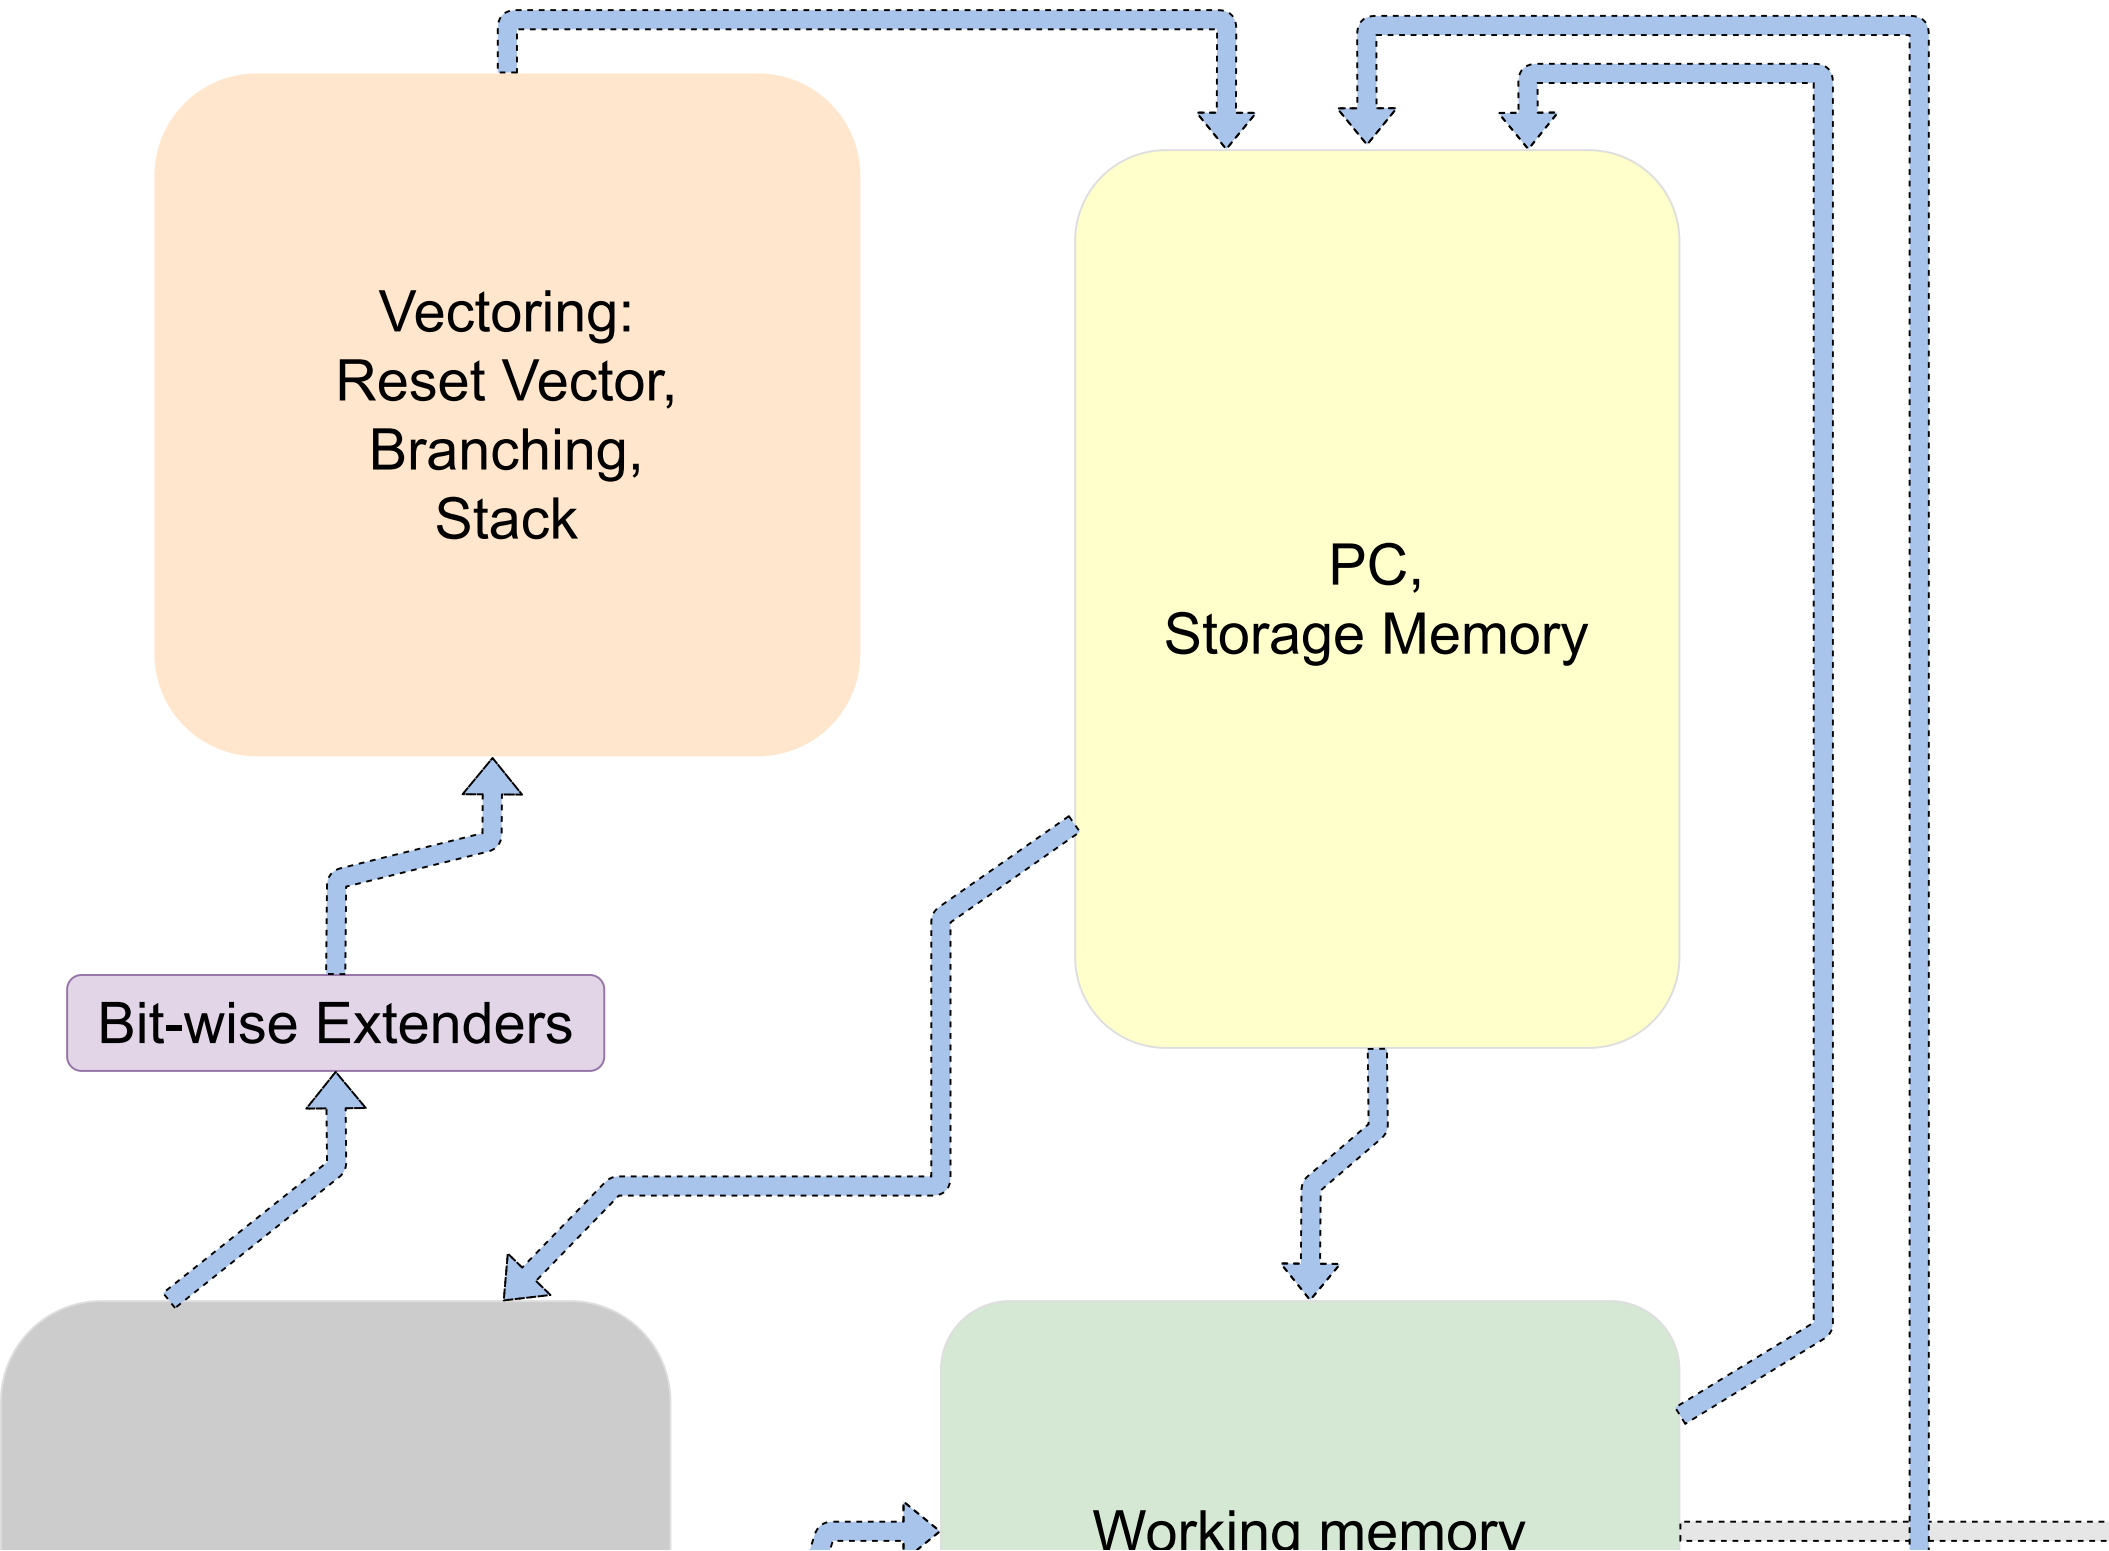 Vectoring:
Reset Vector,
Branching,
Stack
PC,
Storage Memory
Bit-wise Extenders
Working memory